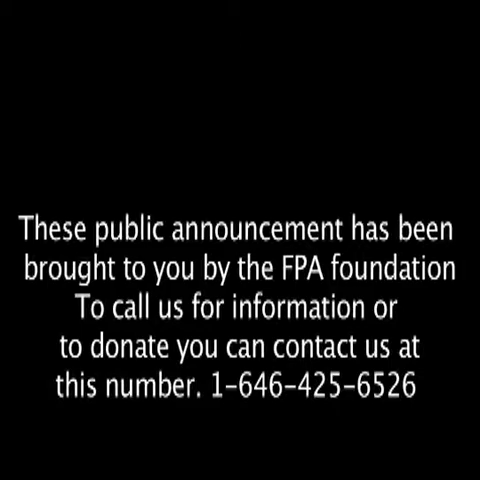 These public announcement has been
brought to you by the FPA foundation
To call us for information or
to donate you can contact us at
this number. 1-646-425-6526